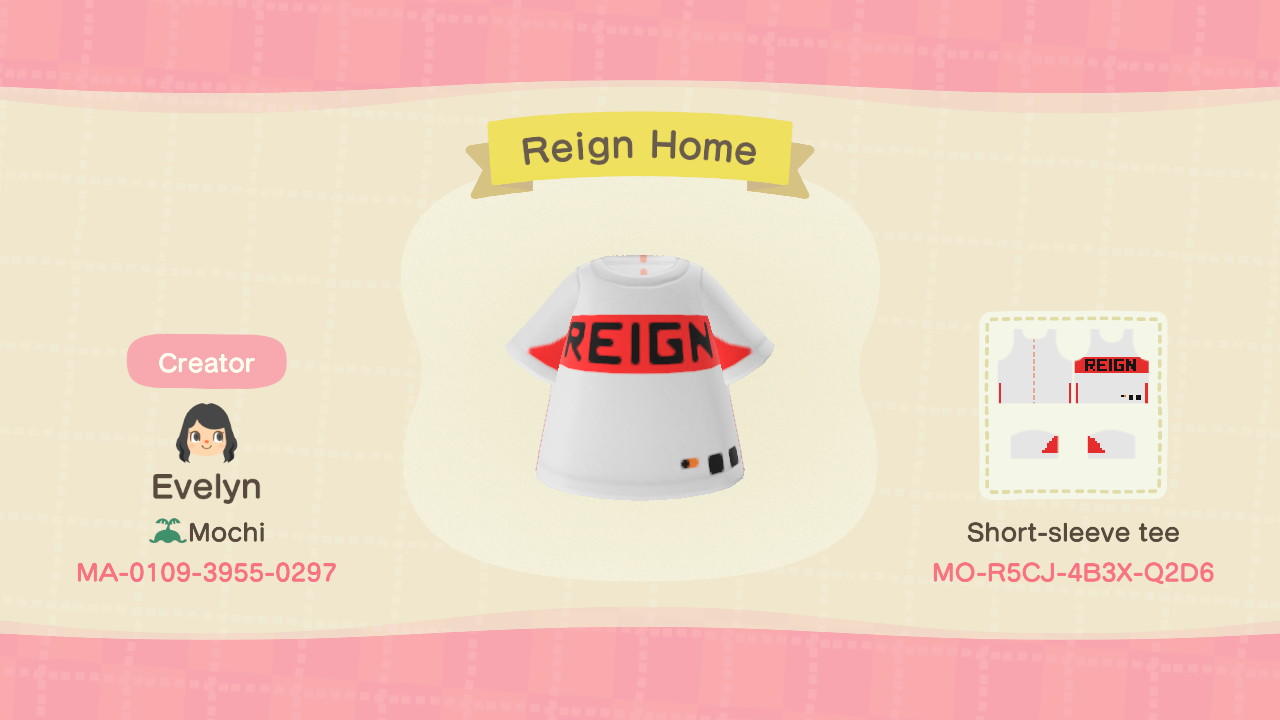 Reign Home
REIGN
Creator
Evelyn
Mochi
MA-0109-3955-0297
REIGN
Short-sleeve tee
MO-R5CJ-4B3X-Q2D6